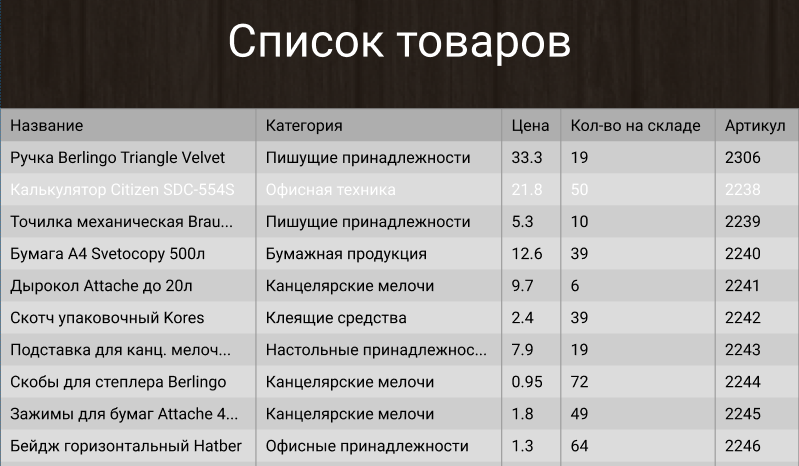 Список товаров
Название Категория Цена Кол-во на складе Артикул
Ручка Berlingo Triangle Velvet Пишущие принадлежности 33.3 19 2306
Калькулятор Citizen SDC-554S Офисная техника 21.8 50 2238
Точилка механическая Brau... Пишущие принадлежности 5.3 10 2239
Бумага A4 Svetocopy 500л Бумажная продукция 12.6 39 2240
Дырокол Attache до 20л Канцелярские мелочи 9.7 6 2241
Скотч упаковочный Kores Клеящие средства 2.4 39 2242
Подставка для канц. мелоч... Настольные принадлежнос... 7.9 19 2243
Скобы для степлера Berlingo Канцелярские мелочи 0.95 72 2244
Зажимы для бумаг Attache 4... Канцелярские мелочи 1.8 49 2245
Бейдж горизонтальный Hatber Офисные принадлежности 1.3 64 2246